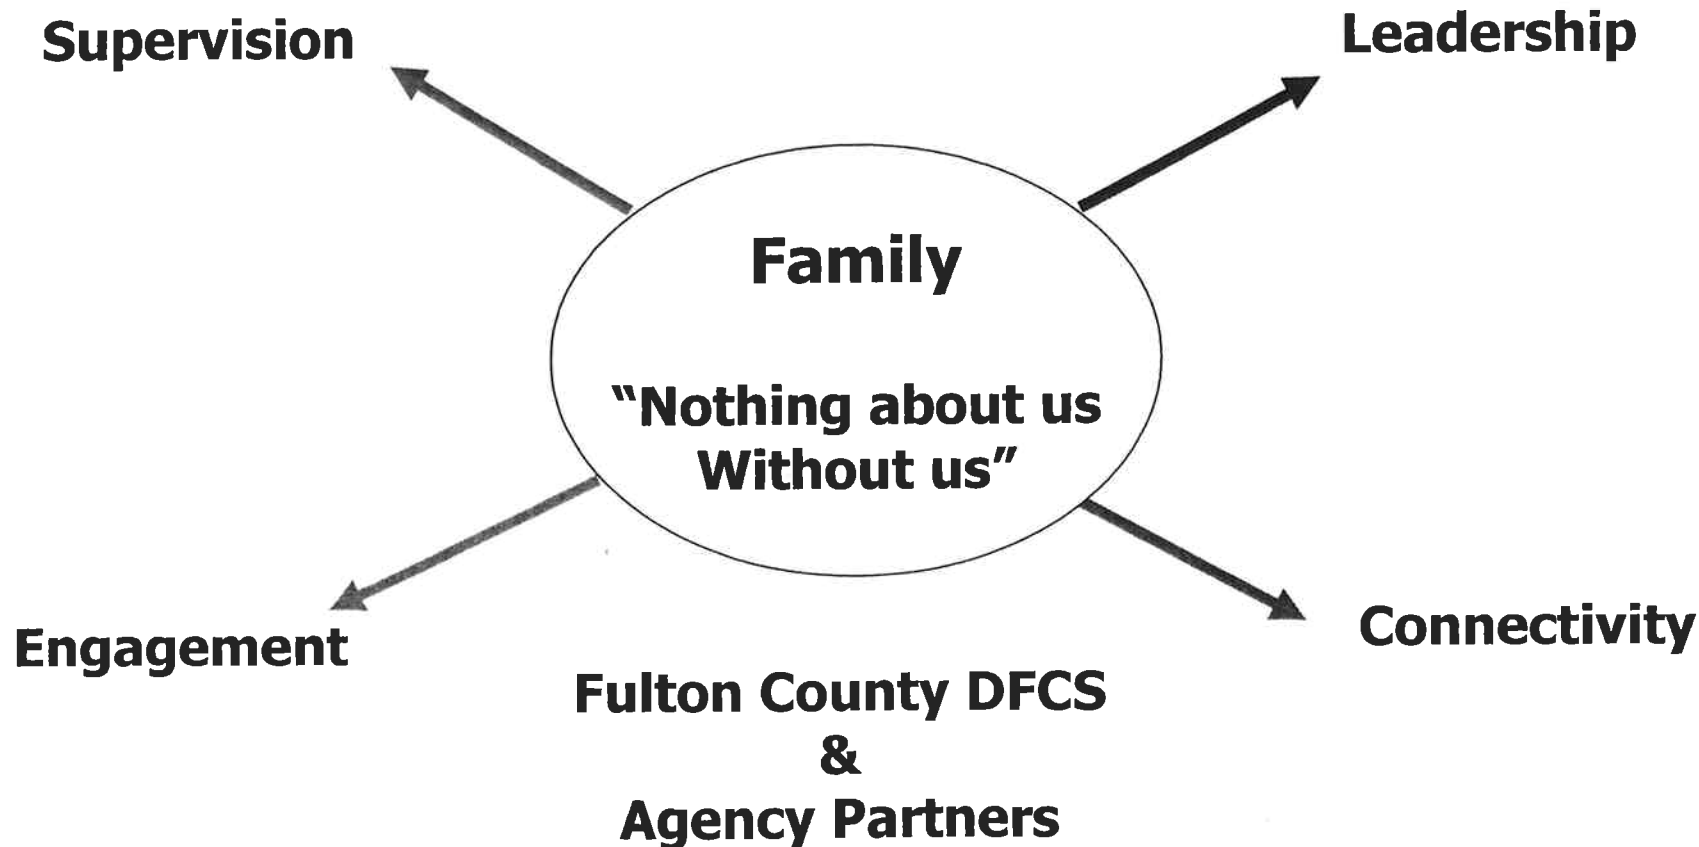 Supervision
Leadership
Family
"Nothing about us
Without us"
Engagement
Connectivity
Fulton County DFCS
&
Agency Partners